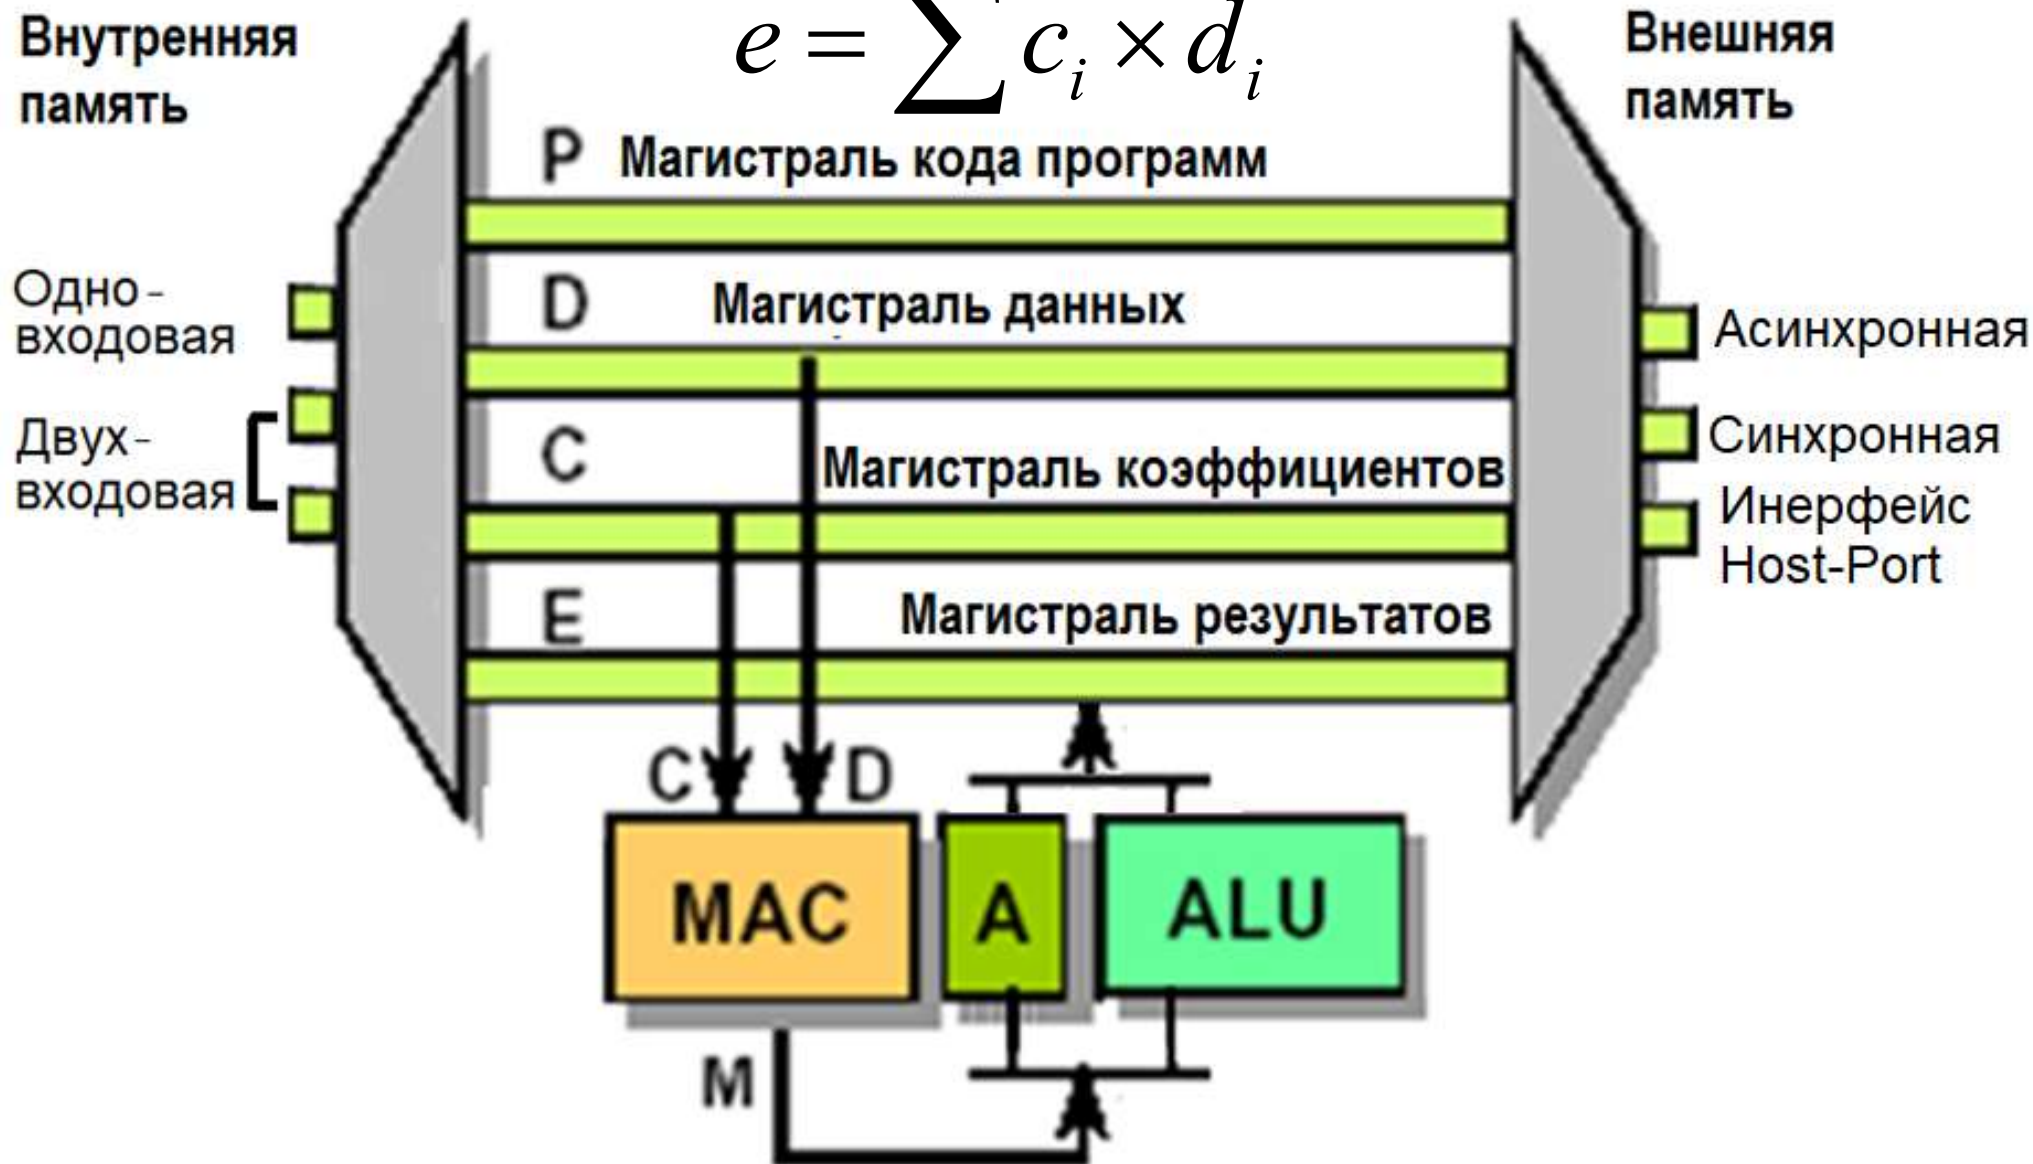 Внутренняя
память
e = ∑ cᵢ × dᵢ
Внешняя
память
P Магистраль кода программ
D Магистраль данных
C Магистраль коэффициентов
E Магистраль результатов
Одно-
входовая
Двух-
входовая
Асинхронная
Синхронная
Инерфейс
Host-Port
C D
MAC A ALU
M